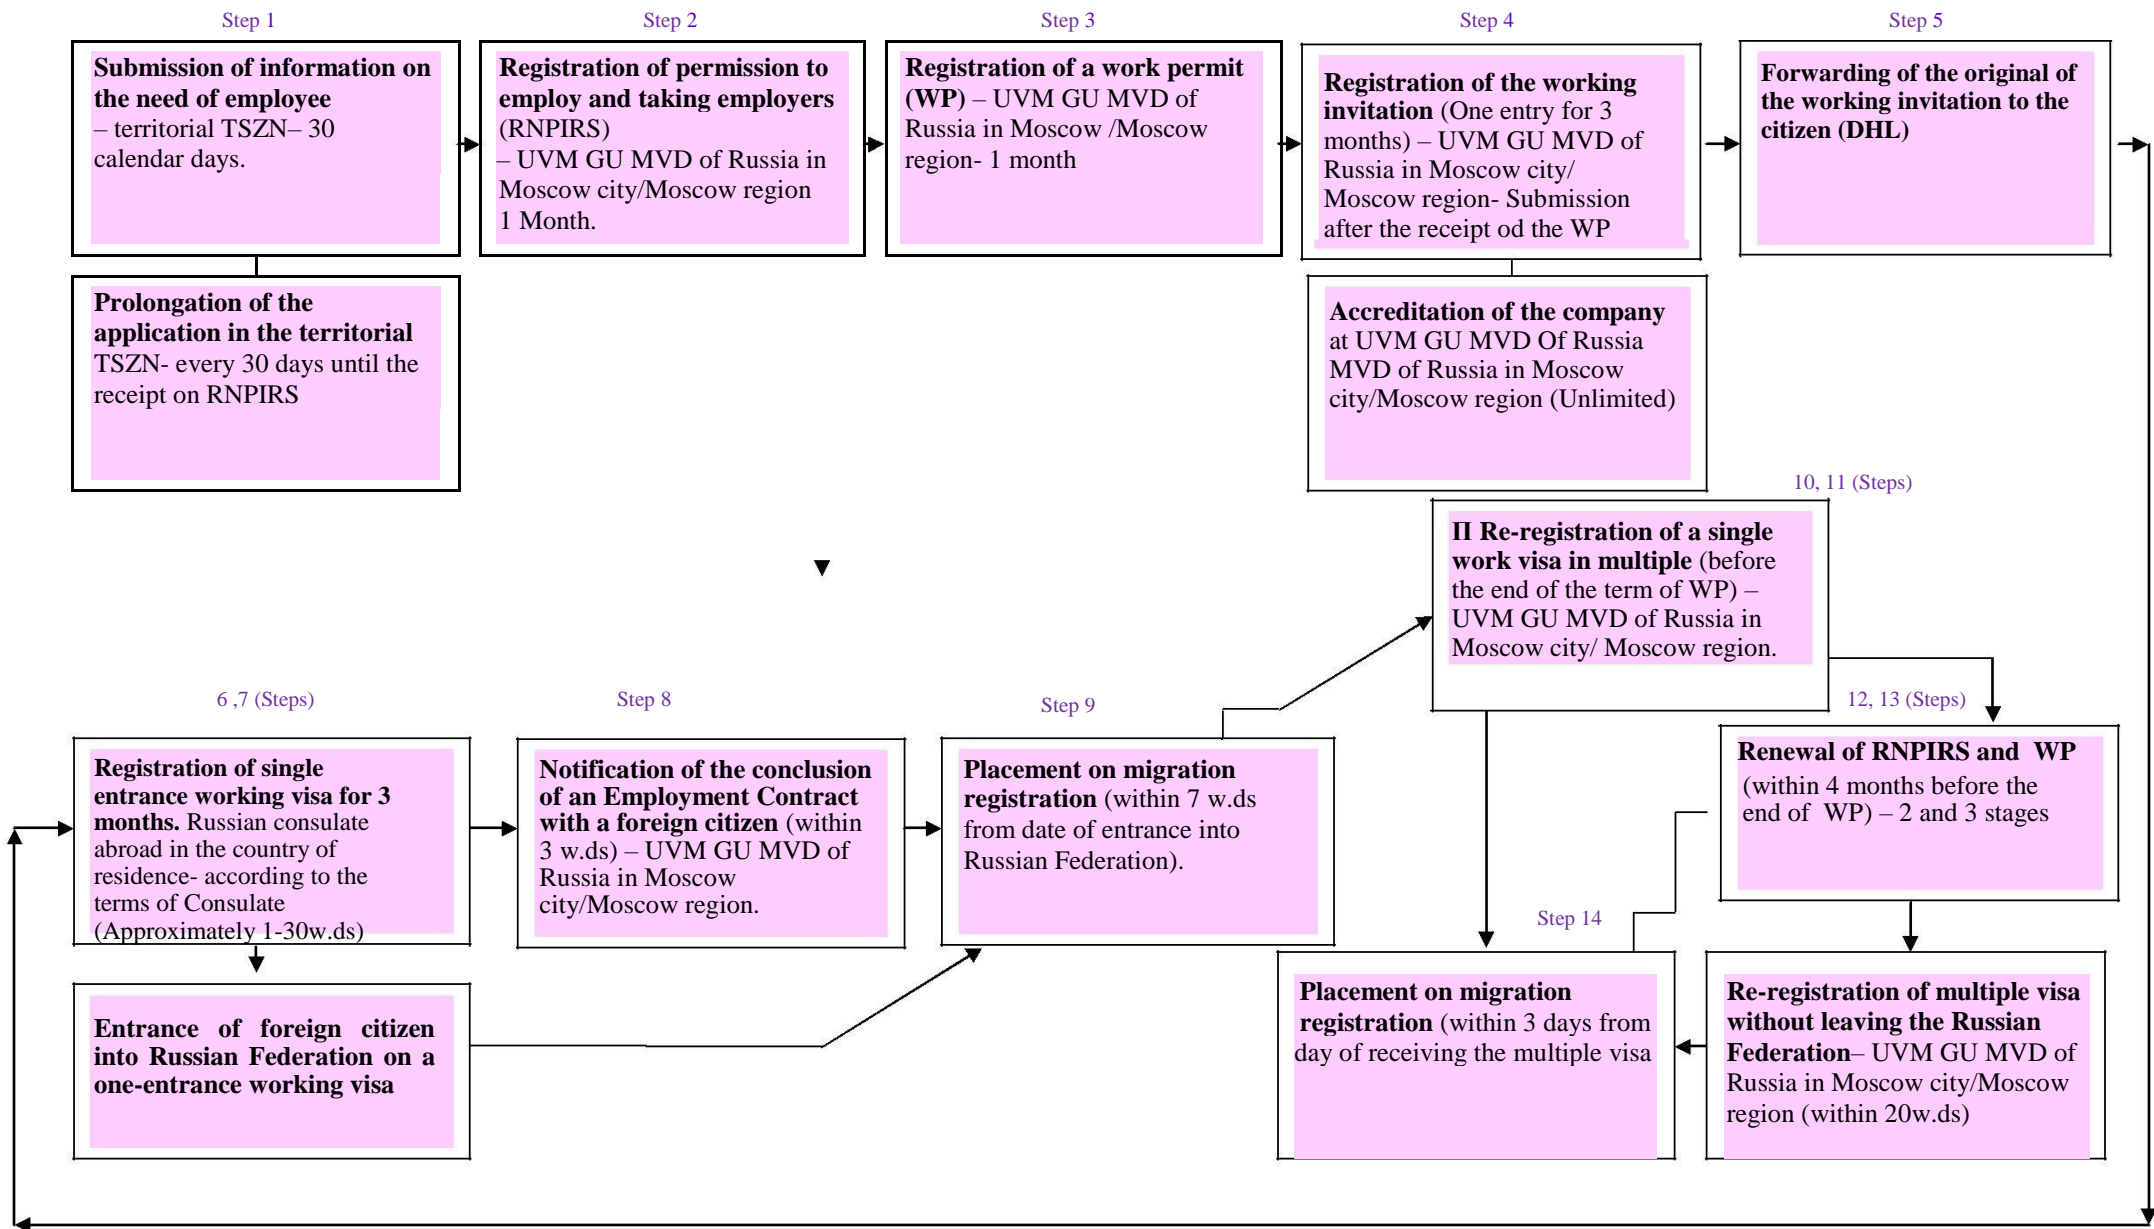 Step 1
Submission of information on
the need of employee
– territorial TSZN– 30
calendar days.
Prolongation of the
application in the territorial
TSZN- every 30 days until the
receipt on RNPIRS
Step 2
Registration of permission to
employ and taking employers
(RNPIRS)
– UVM GU MVD of Russia in
Moscow city/Moscow region
1 Month.
Step 3
Registration of a work permit
(WP) – UVM GU MVD of
Russia in Moscow /Moscow
region- 1 month
Step 4
Registration of the working
invitation (One entry for 3
months) – UVM GU MVD of
Russia in Moscow city/
Moscow region- Submission
after the receipt od the WP
Accreditation of the company
at UVM GU MVD Of Russia
MVD of Russia in Moscow
city/Moscow region (Unlimited)
Step 5
Forwarding of the original of
the working invitation to the
citizen (DHL)
6 ,7 (Steps)
Registration of single
entrance working visa for 3
months. Russian consulate
abroad in the country of
residence- according to the
terms of Consulate
(Approximately 1-30w.ds)
Entrance of foreign citizen
into Russian Federation on a
one-entrance working visa
Step 8
Notification of the conclusion
of an Employment Contract
with a foreign citizen (within
3 w.ds) – UVM GU MVD of
Russia in Moscow
city/Moscow region.
Step 9
Placement on migration
registration (within 7 w.ds
from date of entrance into
Russian Federation).
10, 11 (Steps)
П Re-registration of a single
work visa in multiple (before
the end of the term of WP) –
UVM GU MVD of Russia in
Moscow city/ Moscow region.
12, 13 (Steps)
Renewal of RNPIRS and WP
(within 4 months before the
end of WP) – 2 and 3 stages
Re-registration of multiple visa
without leaving the Russian
Federation– UVM GU MVD of
Russia in Moscow city/Moscow
region (within 20w.ds)
Step 14
Placement on migration
registration (within 3 days from
day of receiving the multiple visa